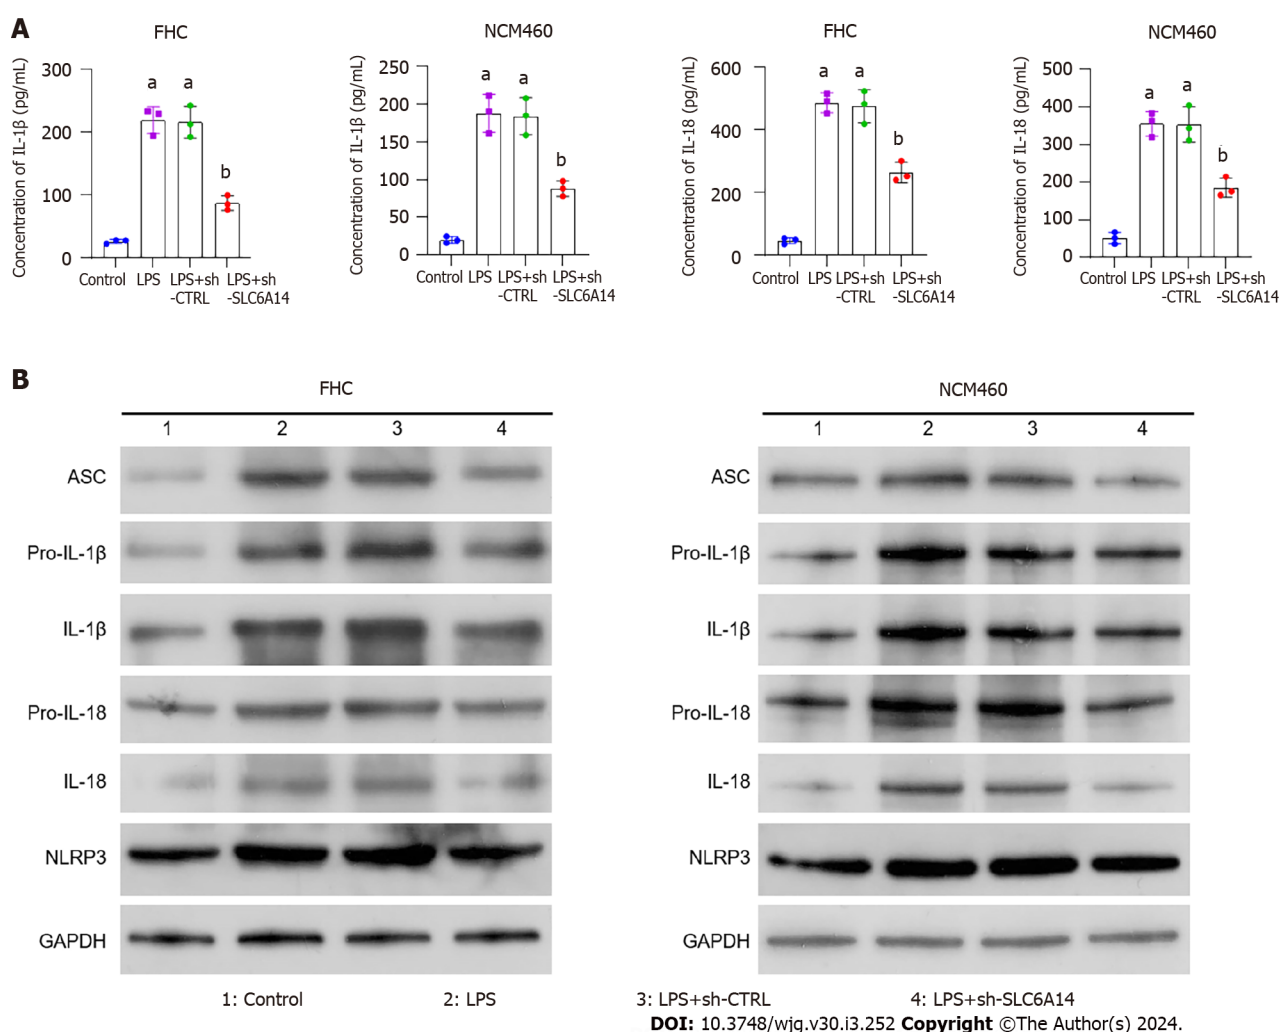 A
FHC
Concentration of IL-1β (pg/mL)
300
200
100
0
a
a
b
Control
LPS
LPS+sh
-CTRL
LPS+sh
-SLC6A14
NCM460
Concentration of IL-1β (pg/mL)
250
200
150
100
50
0
a
a
b
Control
LPS
LPS+sh
-CTRL
LPS+sh
-SLC6A14
FHC
Concentration of IL-18 (pg/mL)
600
400
200
0
a
a
b
Control
LPS
LPS+sh
-CTRL
LPS+sh
-SLC6A14
NCM460
Concentration of IL-18 (pg/mL)
500
400
300
200
100
0
a
a
b
Control
LPS
LPS+sh
-CTRL
LPS+sh
-SLC6A14
B
FHC
1 2 3 4
ASC
Pro-IL-1β
IL-1β
Pro-IL-18
IL-18
NLRP3
GAPDH
NCM460
1 2 3 4
ASC
Pro-IL-1β
IL-1β
Pro-IL-18
IL-18
NLRP3
GAPDH
1: Control 2: LPS 3: LPS+sh-CTRL 4: LPS+sh-SLC6A14
DOI: 10.3748/wjg.v30.i3.252 Copyright ©The Author(s) 2024.